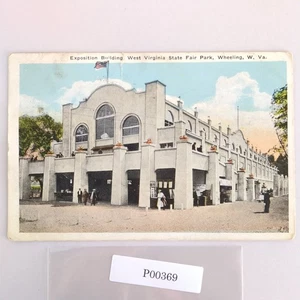 Exposition Building, West Virginia State Fair Park, Wheeling, W. Va.
P00369